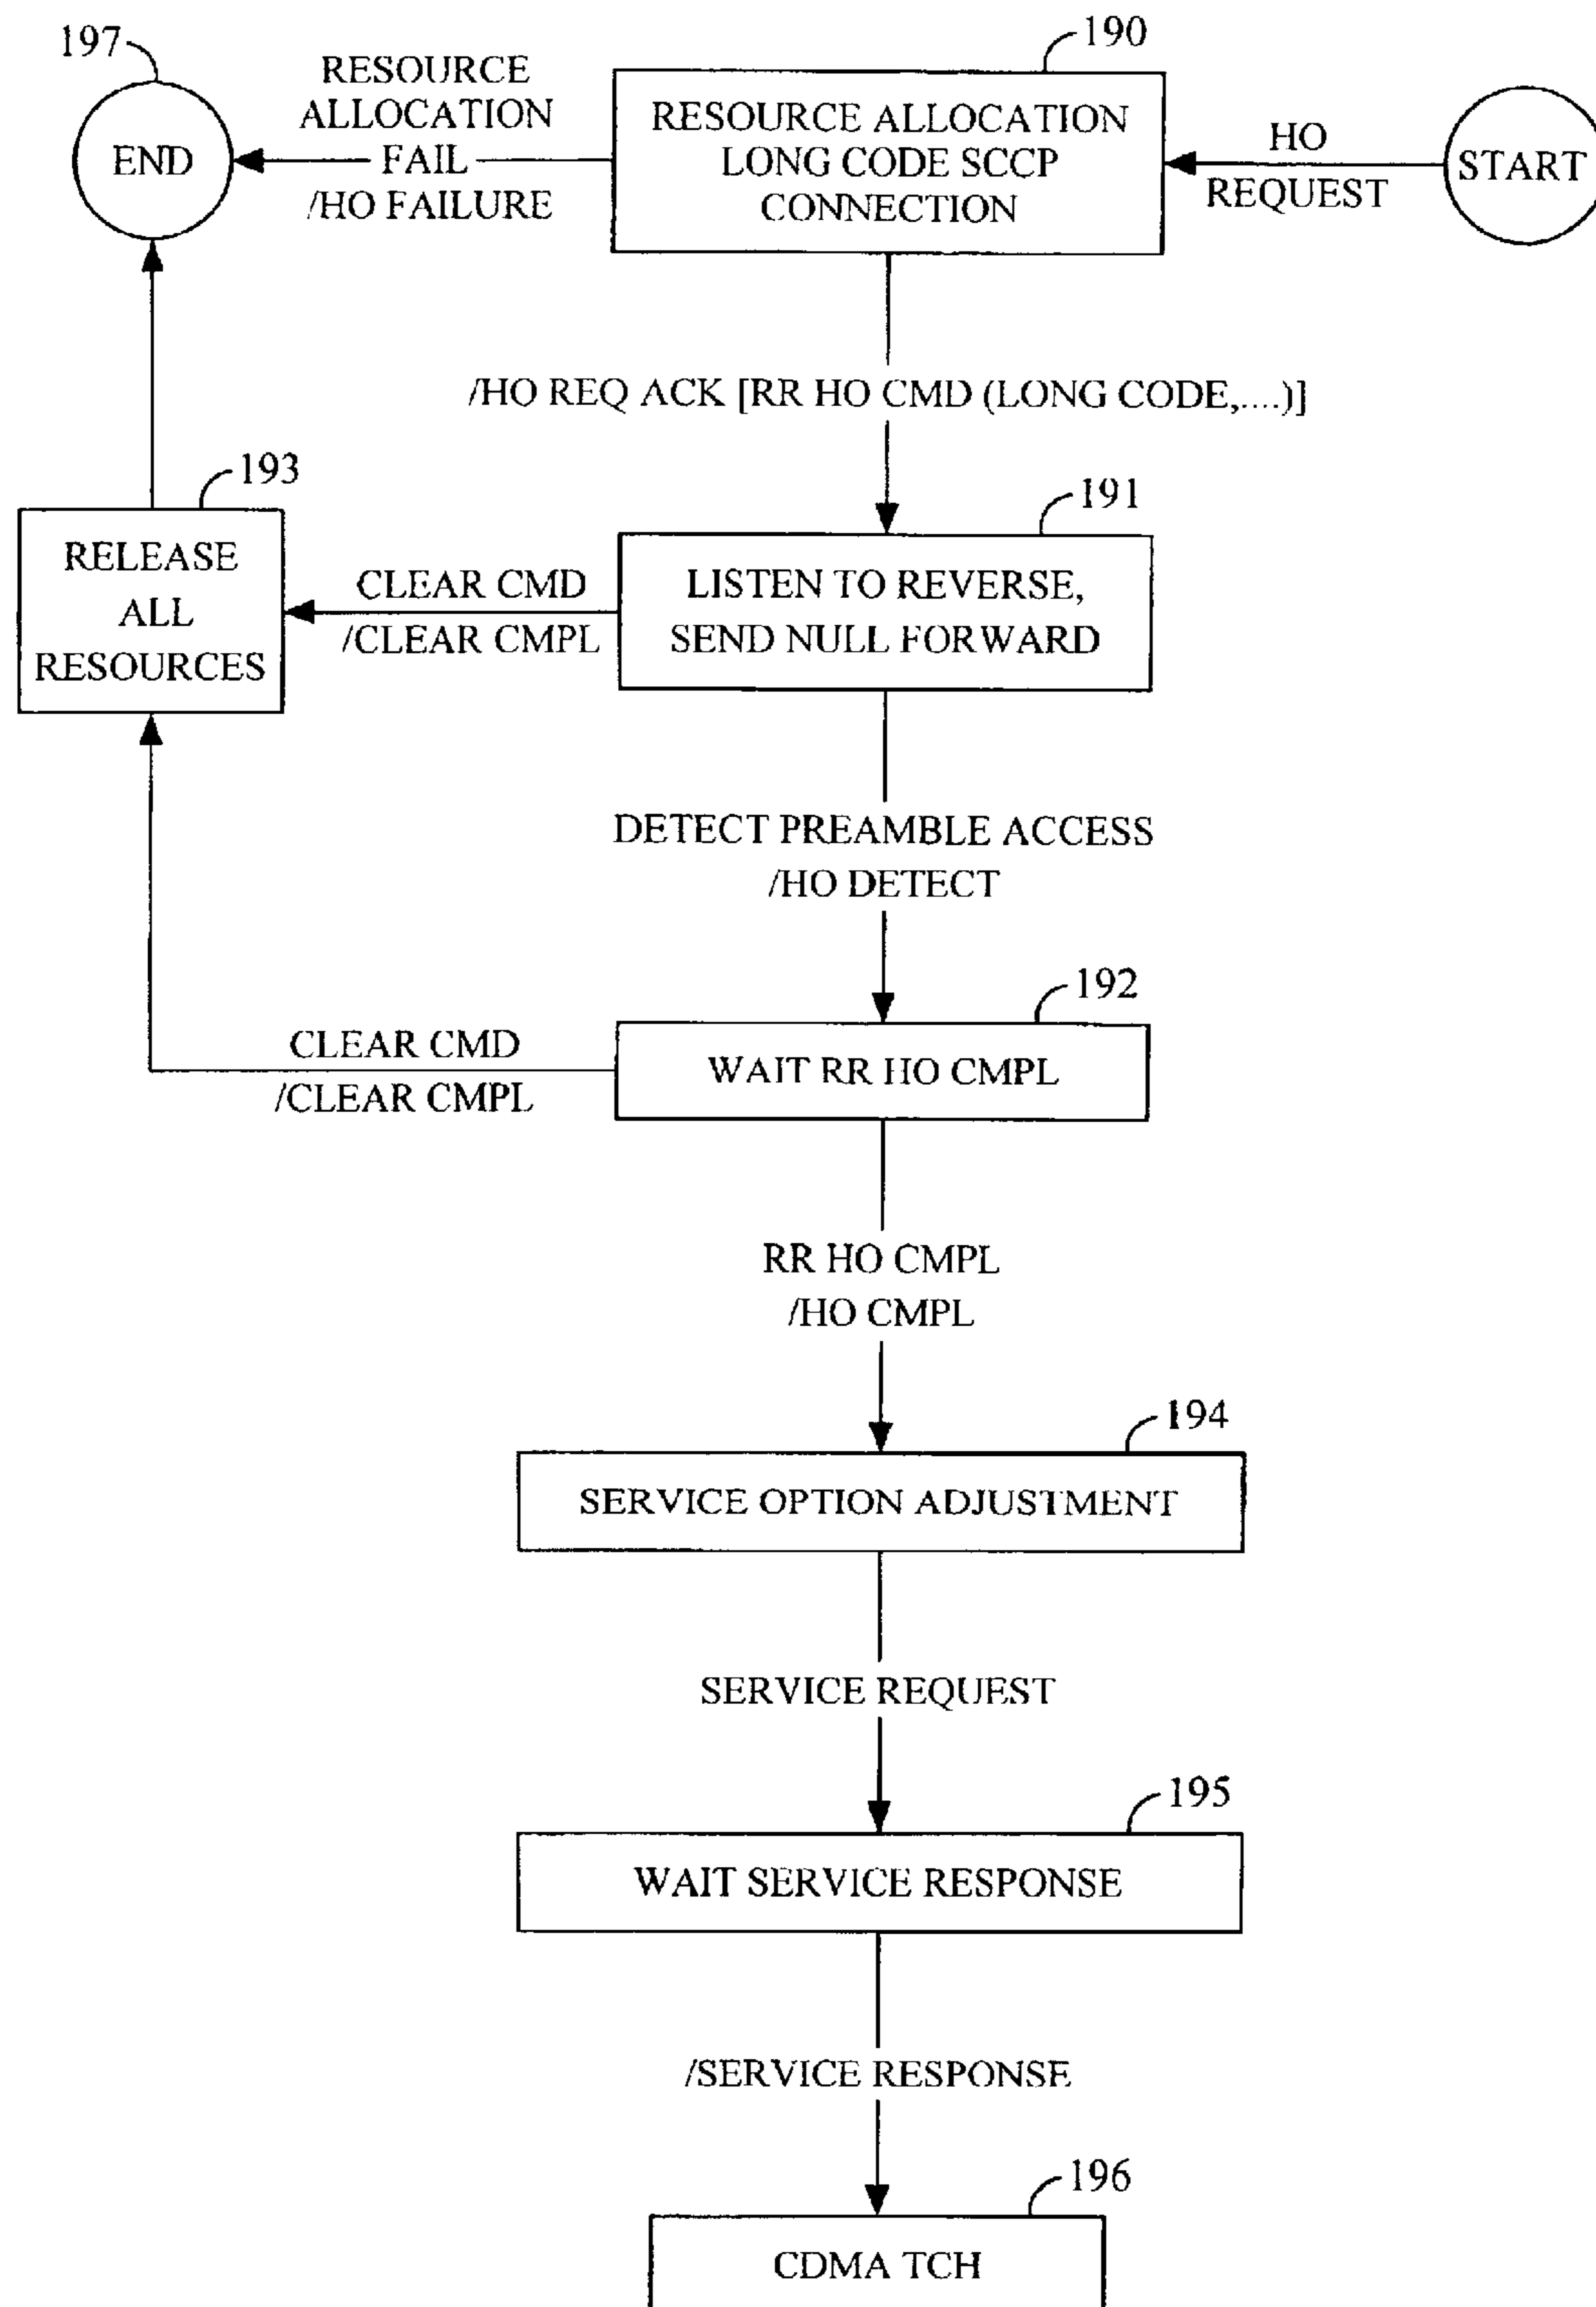 197
RESOURCE
ALLOCATION
FAIL
/HO FAILURE
END
190
RESOURCE ALLOCATION
LONG CODE SCCP
CONNECTION
HO
REQUEST
START
/HO REQ ACK [RR HO CMD (LONG CODE,....)]
193
RELEASE
ALL
RESOURCES
CLEAR CMD
/CLEAR CMPL
191
LISTEN TO REVERSE,
SEND NULL FORWARD
DETECT PREAMBLE ACCESS
/HO DETECT
192
WAIT RR HO CMPL
CLEAR CMD
/CLEAR CMPL
RR HO CMPL
/HO CMPL
194
SERVICE OPTION ADJUSTMENT
SERVICE REQUEST
195
WAIT SERVICE RESPONSE
/SERVICE RESPONSE
196
CDMA TCH